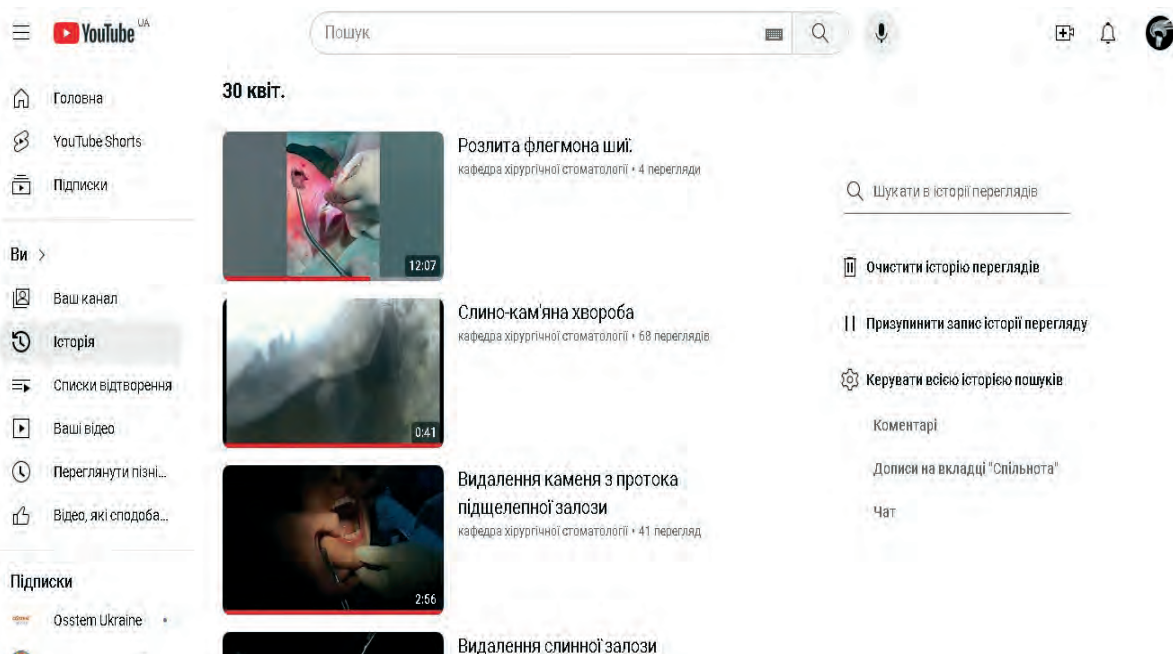 YouTube UA
Пошук
Головна
YouTube Shorts
Підписки
Ви
Ваш канал
Історія
Списки відтворення
Ваші відео
Переглянути пізні...
Відео, які сподоба...
Підписки
Osstem Ukraine
30 квіт.
12:07
Розлита флегмона шиї.
кафедра хірургічної стоматології • 4 перегляди
0:41
Слино-кам'яна хвороба
кафедра хірургічної стоматології • 68 переглядів
2:56
Видалення каменя з протока
підщелепної залози
кафедра хірургічної стоматології • 41 перегляд
Видалення слинної залози
Шукати в історії переглядів
Очистити історію переглядів
Призупинити запис історії перегляду
Керувати всією історією пошуків
Коментарі
Дописи на вкладці "Спільнота"
Чат